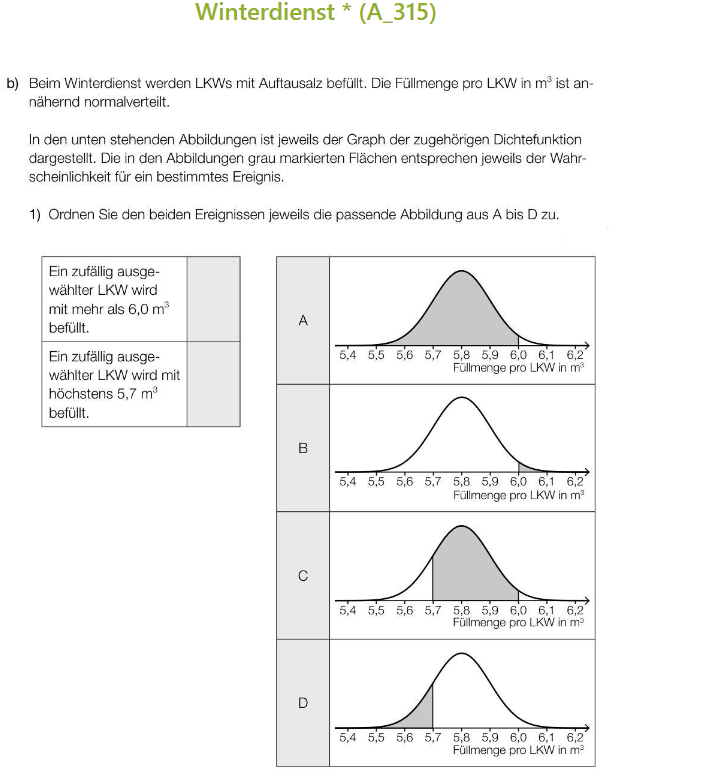 Winterdienst * (A_315)
b) Beim Winterdienst werden LKWs mit Auftausalz befüllt. Die Füllmenge pro LKW in m³ ist an-
nähernd normalverteilt.
In den unten stehenden Abbildungen ist jeweils der Graph der zugehörigen Dichtefunktion
dargestellt. Die in den Abbildungen grau markierten Flächen entsprechen jeweils der Wahr-
scheinlichkeit für ein bestimmtes Ereignis.
1) Ordnen Sie den beiden Ereignissen jeweils die passende Abbildung aus A bis D zu.
Ein zufällig ausge-
wählter LKW wird
mit mehr als 6,0 m³
befüllt.
Ein zufällig ausge-
wählter LKW wird mit
höchstens 5,7 m³
befüllt.
A
5,4 5,5 5,6 5,7 5,8 5,9 6,0 6,1 6,2
Füllmenge pro LKW in m³
B
5,4 5,5 5,6 5,7 5,8 5,9 6,0 6,1 6,2
Füllmenge pro LKW in m³
C
5,4 5,5 5,6 5,7 5,8 5,9 6,0 6,1 6,2
Füllmenge pro LKW in m³
D
5,4 5,5 5,6 5,7 5,8 5,9 6,0 6,1 6,2
Füllmenge pro LKW in m³